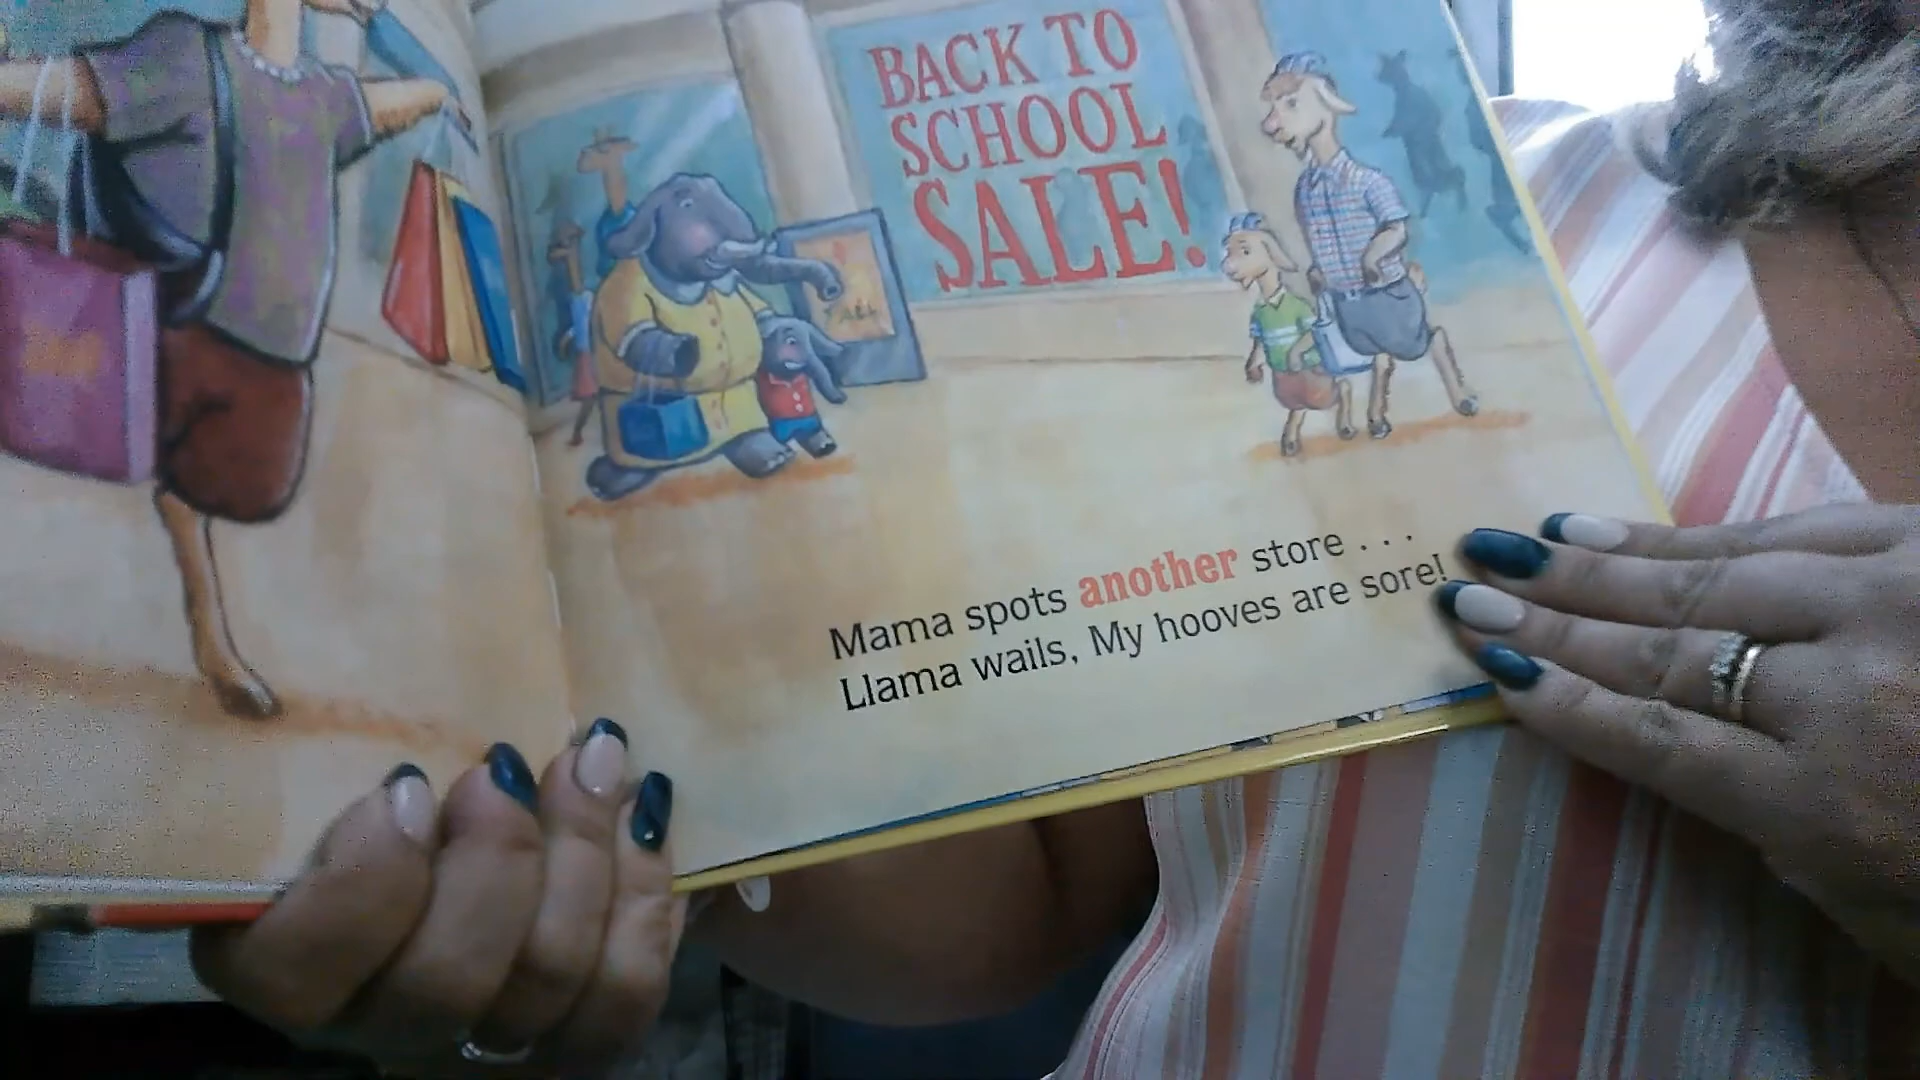 BACK TO
SCHOOL
SALE!
Mama spots another store . . .
Llama wails, My hooves are sore!